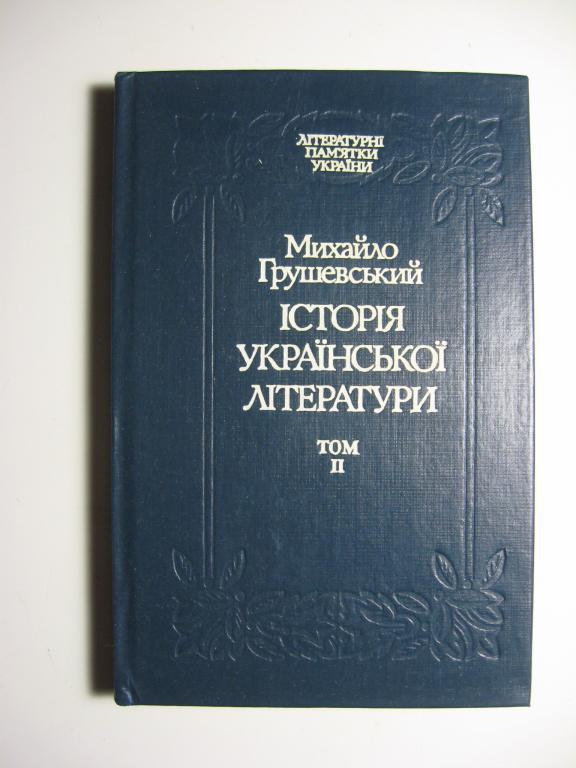 ЛІТЕРАТУРНІ
ПАМ'ЯТКИ
УКРАЇНИ
Михайло
Грушевський
ІСТОРІЯ
УКРАЇНСЬКОЇ
ЛІТЕРАТУРИ
ТОМ
II